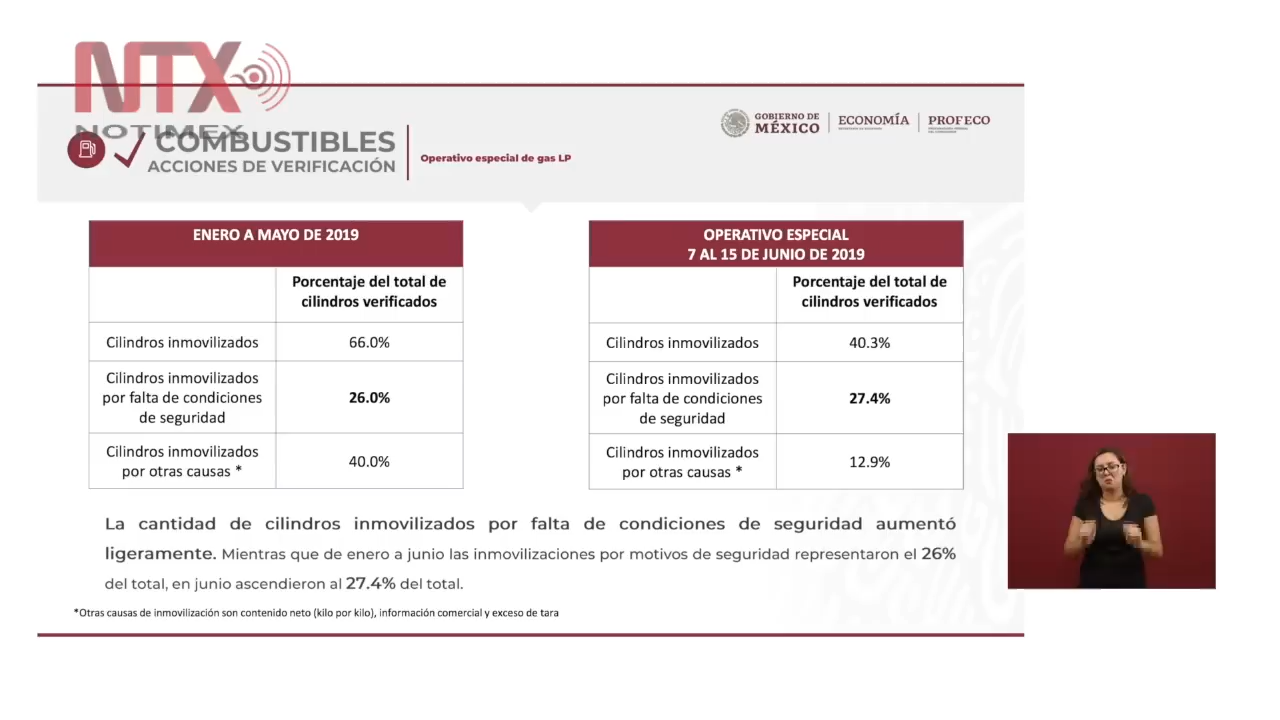 NTX
NOTIMEX
COMBUSTIBLES
ACCIONES DE VERIFICACIÓN
Operativo especial de gas LP
GOBIERNO DE
MÉXICO
ECONOMÍA
PROFECO
ENERO A MAYO DE 2019
Porcentaje del total de
cilindros verificados
Cilindros inmovilizados
66.0%
Cilindros inmovilizados
por falta de condiciones
de seguridad
26.0%
Cilindros inmovilizados
por otras causas *
40.0%
OPERATIVO ESPECIAL
7 AL 15 DE JUNIO DE 2019
Porcentaje del total de
cilindros verificados
Cilindros inmovilizados
40.3%
Cilindros inmovilizados
por falta de condiciones
de seguridad
27.4%
Cilindros inmovilizados
por otras causas *
12.9%
La cantidad de cilindros inmovilizados por falta de condiciones de seguridad aumentó
ligeramente. Mientras que de enero a junio las inmovilizaciones por motivos de seguridad representaron el 26%
del total, en junio ascendieron al 27.4% del total.
*Otras causas de inmovilización son contenido neto (kilo por kilo), información comercial y exceso de tara